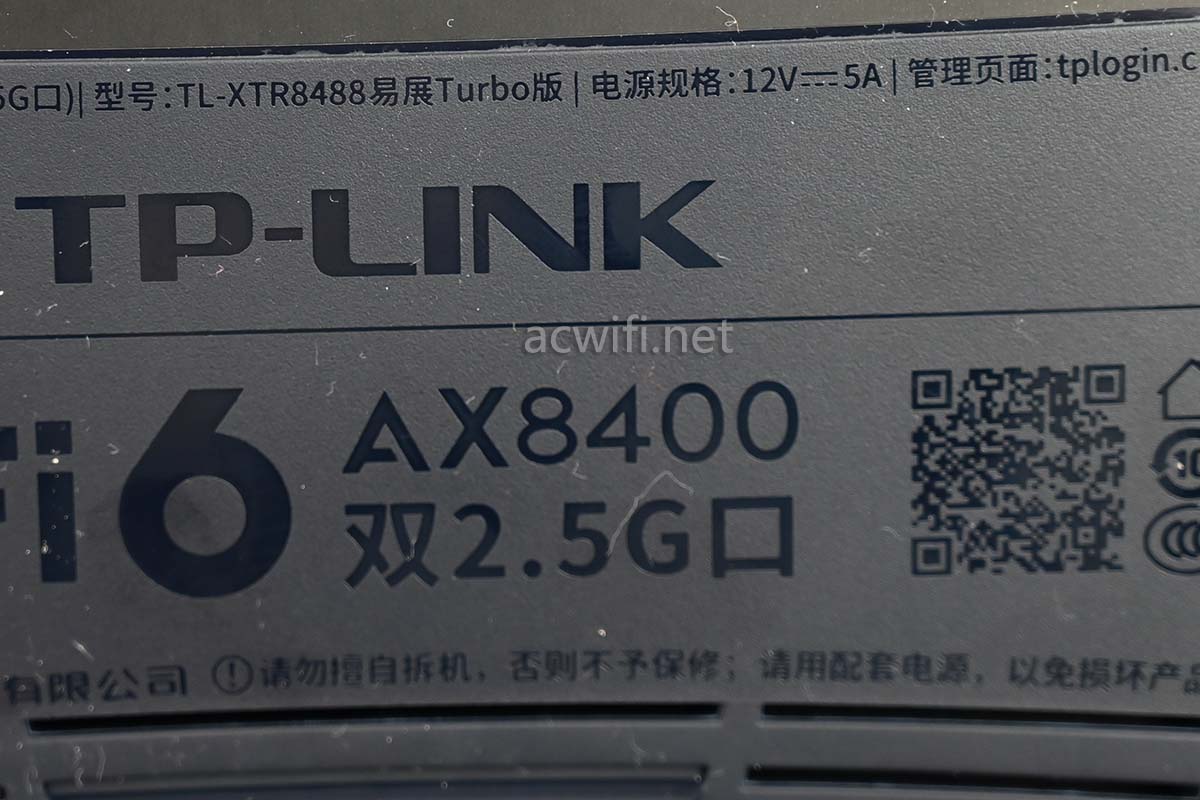 5G口)| 型号:TL-XTR8488易展Turbo版 | 电源规格:12V⎓5A | 管理页面:tplogin.c
TP-LINK
acwifi.net
Fi 6
AX8400
双2.5G口
有限公司 ! 请勿擅自拆机，否则不予保修；请用配套电源，以免损坏产品